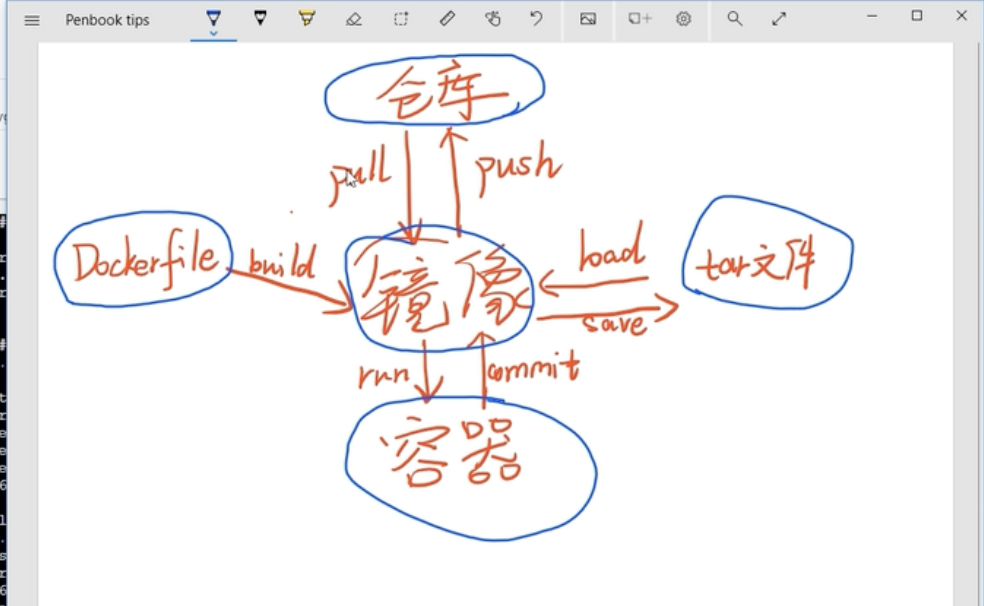 Penbook tips
仓库
pull
push
Dockerfile
build
镜像
load
save
tar文件
run
commit
容器